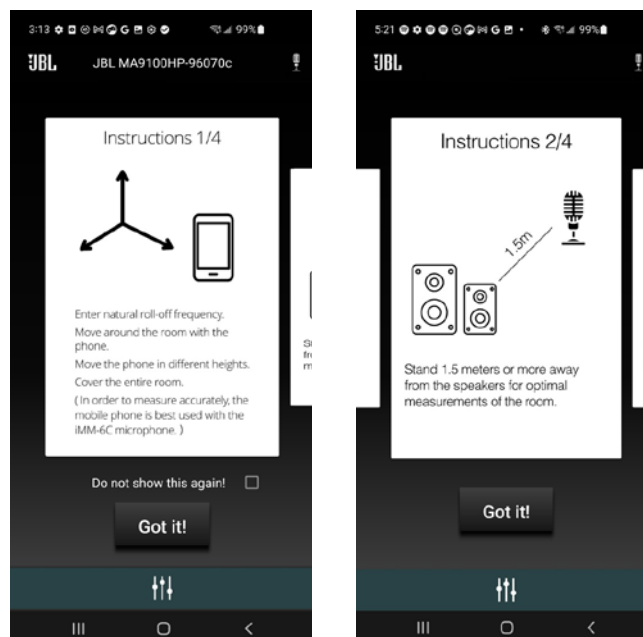 3:13
99%
JBL
JBL MA9100HP-96070c
Instructions 1/4
Enter natural roll-off frequency.
Move around the room with the
phone.
Move the phone in different heights.
Cover the entire room.
( In order to measure accurately, the
mobile phone is best used with the
iMM-6C microphone. )
Do not show this again!
Got it!
5:21
99%
JBL
Instructions 2/4
1.5m
Stand 1.5 meters or more away
from the speakers for optimal
measurements of the room.
Got it!